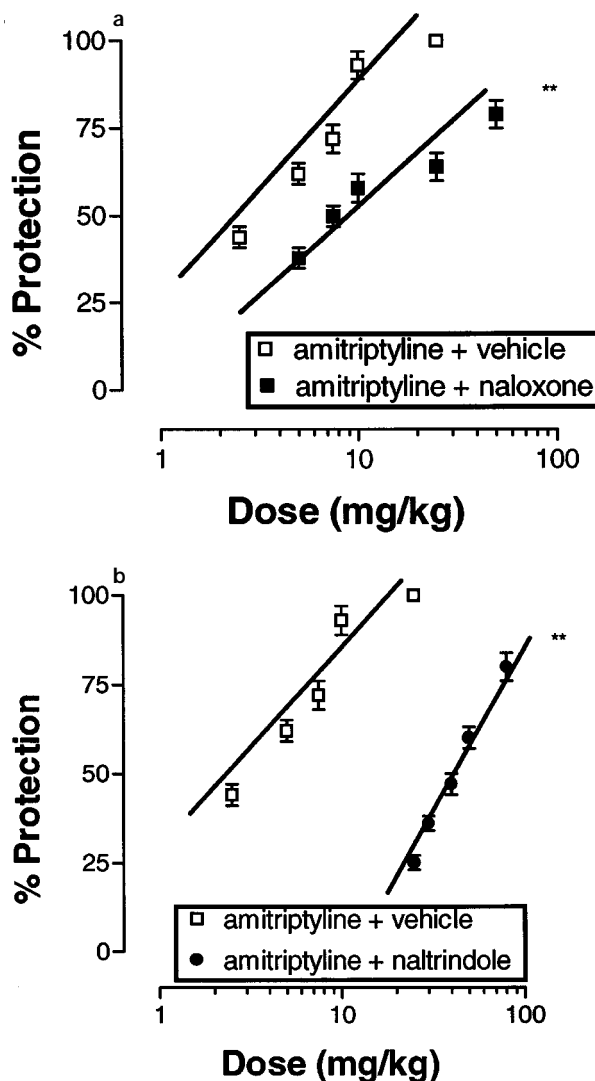 a
100
75
50
25
0
% Protection
**
amitriptyline + vehicle
amitriptyline + naloxone
1
10
100
Dose (mg/kg)
b
100
75
50
25
0
% Protection
**
amitriptyline + vehicle
amitriptyline + naltrindole
1
10
100
Dose (mg/kg)